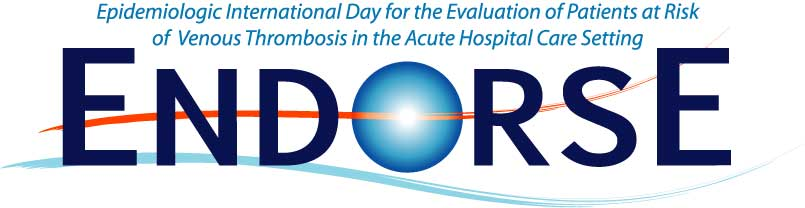 Epidemiologic International Day for the Evaluation of Patients at Risk
of Venous Thrombosis in the Acute Hospital Care Setting
ENDORSE